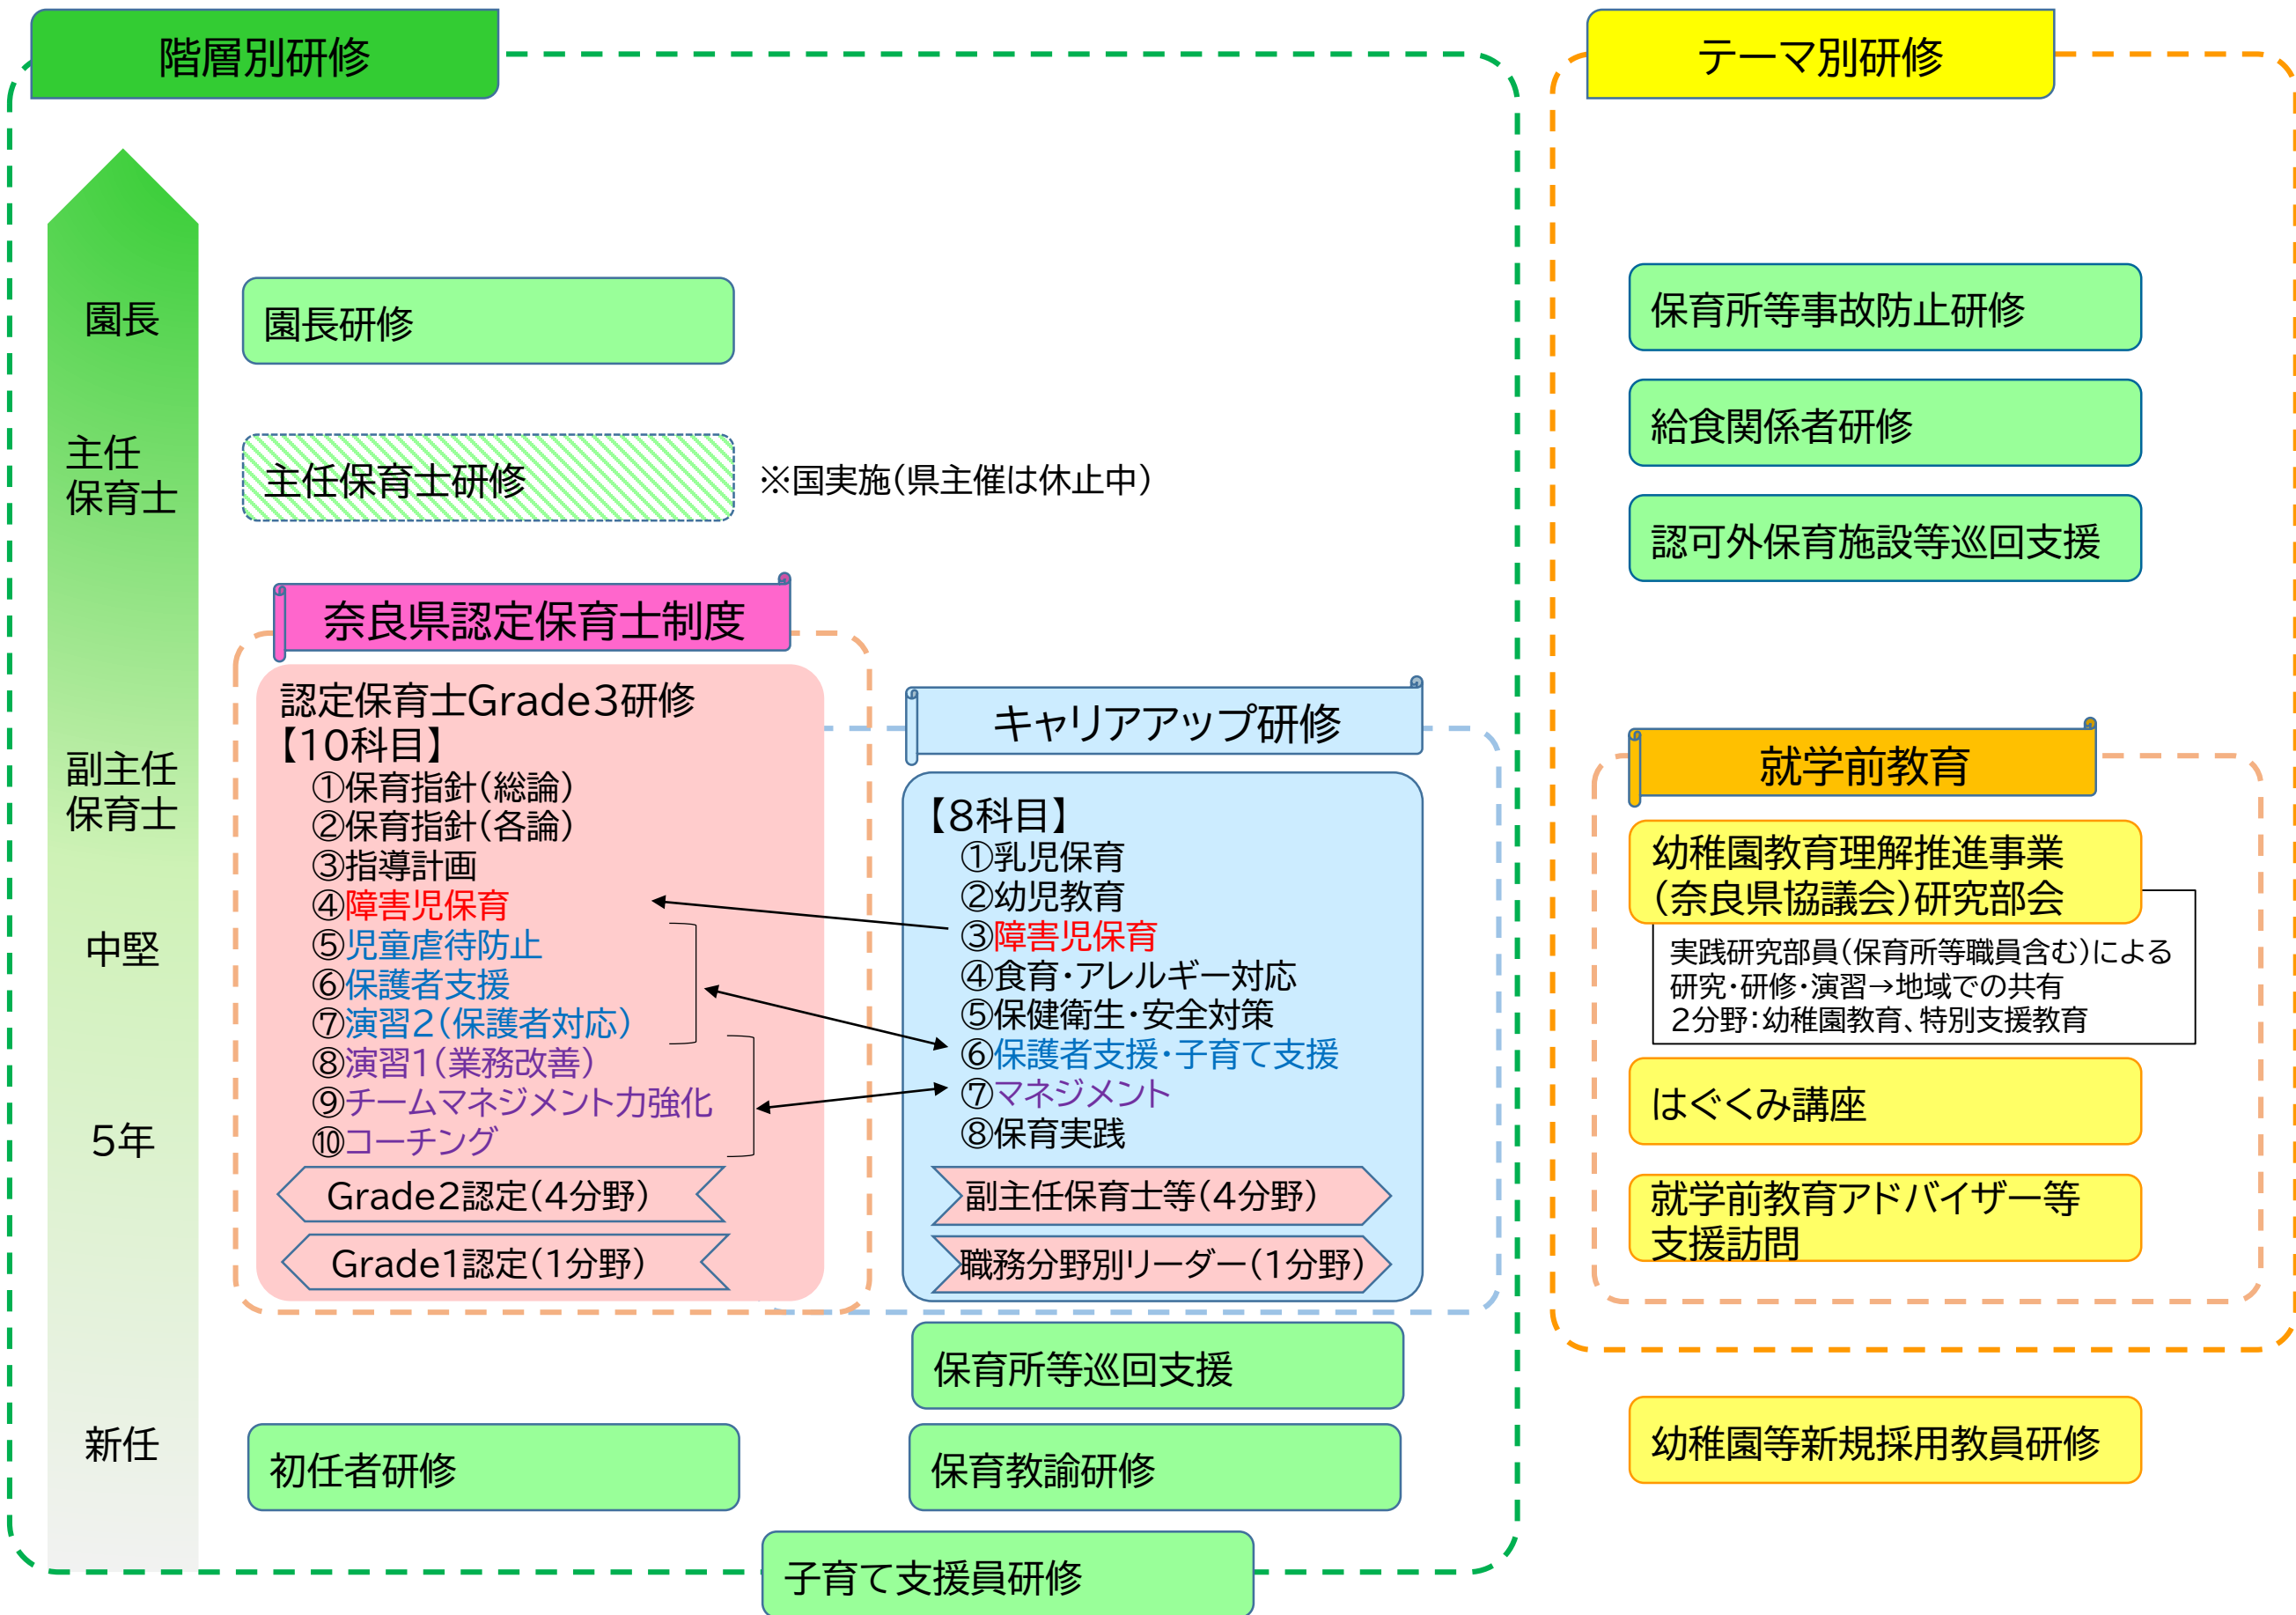 階層別研修
園長
主任
保育士
副主任
保育士
中堅
5年
新任
園長研修
主任保育士研修
※国実施(県主催は休止中)
奈良県認定保育士制度
認定保育士Grade3研修
【10科目】
①保育指針(総論)
②保育指針(各論)
③指導計画
④障害児保育
⑤児童虐待防止
⑥保護者支援
⑦演習2(保護者対応)
⑧演習1(業務改善)
⑨チームマネジメント力強化
⑩コーチング
Grade2認定(4分野)
Grade1認定(1分野)
キャリアアップ研修
【8科目】
①乳児保育
②幼児教育
③障害児保育
④食育・アレルギー対応
⑤保健衛生・安全対策
⑥保護者支援・子育て支援
⑦マネジメント
⑧保育実践
副主任保育士等(4分野)
職務分野別リーダー(1分野)
保育所等巡回支援
初任者研修
保育教諭研修
子育て支援員研修
テーマ別研修
保育所等事故防止研修
給食関係者研修
認可外保育施設等巡回支援
就学前教育
幼稚園教育理解推進事業
(奈良県協議会)研究部会
実践研究部員(保育所等職員含む)による
研究・研修・演習→地域での共有
2分野:幼稚園教育、特別支援教育
はぐくみ講座
就学前教育アドバイザー等
支援訪問
幼稚園等新規採用教員研修